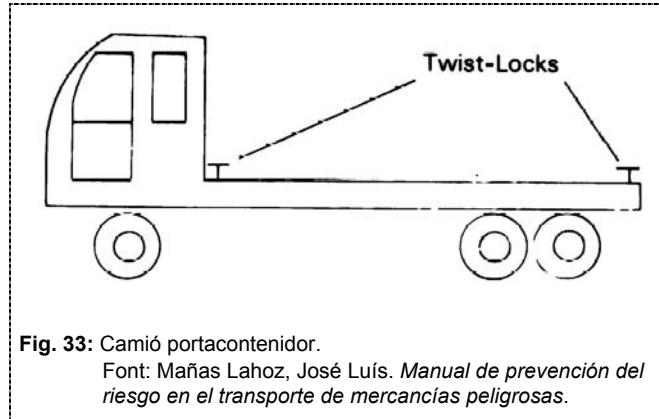 Twist-Locks
Fig. 33: Camió portacontenidor.
Font: Mañas Lahoz, José Luís. Manual de prevención del
riesgo en el transporte de mercancías peligrosas.